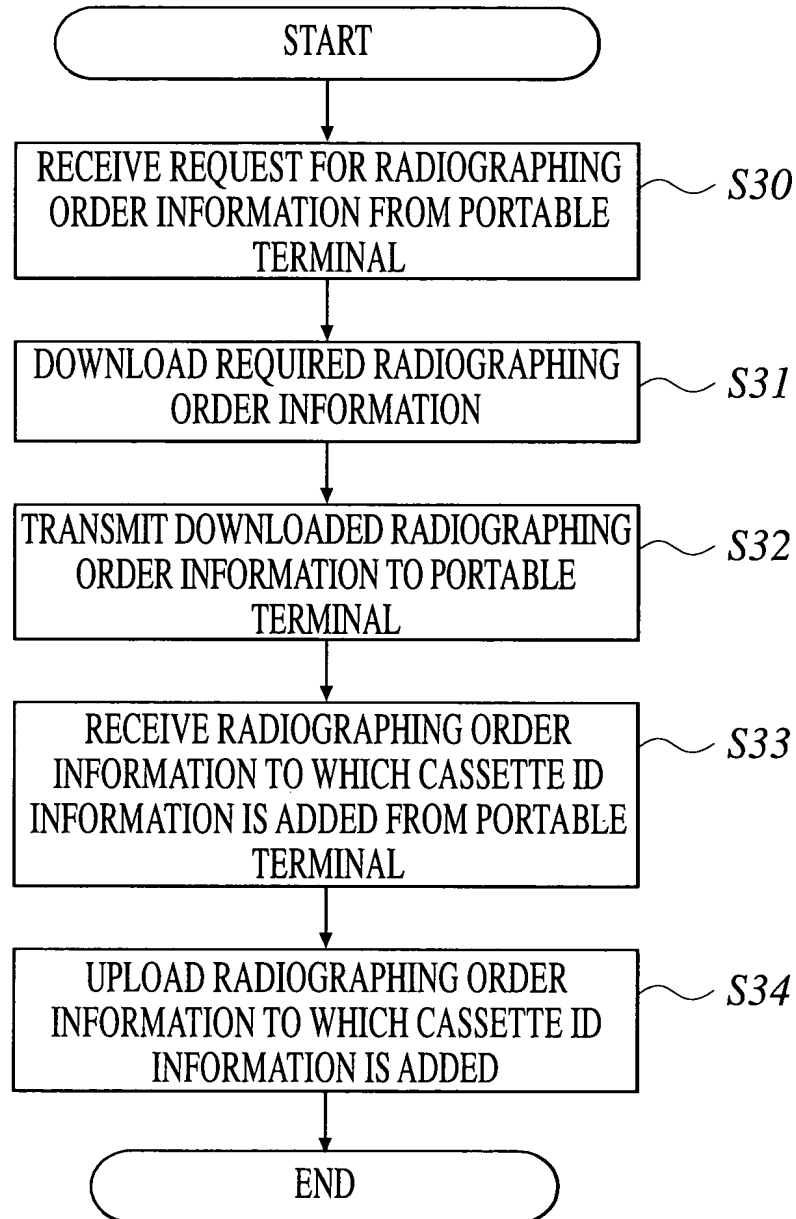 START
RECEIVE REQUEST FOR RADIOGRAPHING
ORDER INFORMATION FROM PORTABLE
TERMINAL
S30
DOWNLOAD REQUIRED RADIOGRAPHING
ORDER INFORMATION
S31
TRANSMIT DOWNLOADED RADIOGRAPHING
ORDER INFORMATION TO PORTABLE
TERMINAL
S32
RECEIVE RADIOGRAPHING ORDER
INFORMATION TO WHICH CASSETTE ID
INFORMATION IS ADDED FROM PORTABLE
TERMINAL
S33
UPLOAD RADIOGRAPHING ORDER
INFORMATION TO WHICH CASSETTE ID
INFORMATION IS ADDED
S34
END